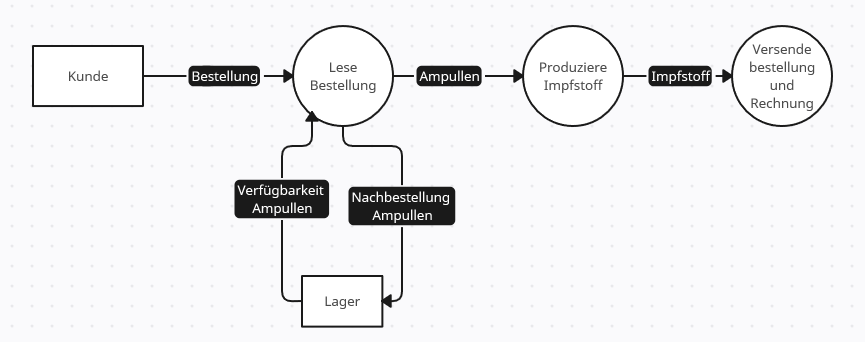 Kunde
Bestellung
Lese
Bestellung
Ampullen
Produziere
Impfstoff
Impfstoff
Versende
bestellung
und
Rechnung
Verfügbarkeit
Ampullen
Nachbestellung
Ampullen
Lager